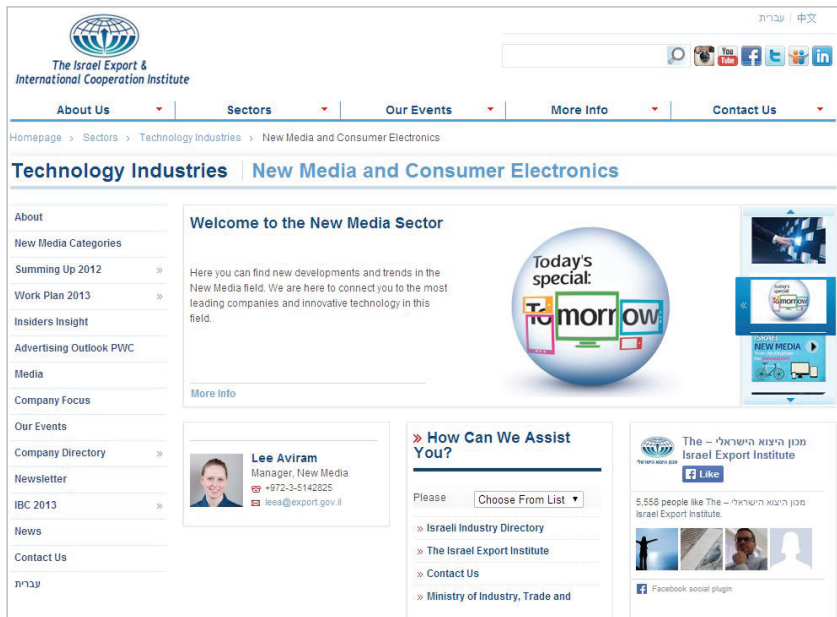 עברית | 中文
The Israel Export &
International Cooperation Institute
You
Tube
About Us
Sectors
Our Events
More Info
Contact Us
Homepage > Sectors > Technology Industries > New Media and Consumer Electronics
Technology Industries | New Media and Consumer Electronics
About
New Media Categories
Summing Up 2012 »
Work Plan 2013 »
Insiders Insight
Advertising Outlook PWC
Media
Company Focus
Our Events
Company Directory »
Newsletter
IBC 2013 »
News
Contact Us
עברית
Welcome to the New Media Sector
Here you can find new developments and trends in the
New Media field. We are here to connect you to the most
leading companies and innovative technology in this
field.
More Info
Today's
special:
Tomorrow
Today's
special
Tomorrow
ISRAEL
NEW MEDIA
Lee Aviram
Manager, New Media
+972-3-5142825
leea@export.gov.il
» How Can We Assist
You?
Please Choose From List
» Israeli Industry Directory
» The Israel Export Institute
» Contact Us
» Ministry of Industry, Trade and
מכון היצוא הישראלי
The – מכון היצוא הישראלי
Israel Export Institute
Like
5,558 people like The – מכון היצוא הישראלי
Israel Export Institute.
Facebook social plugin